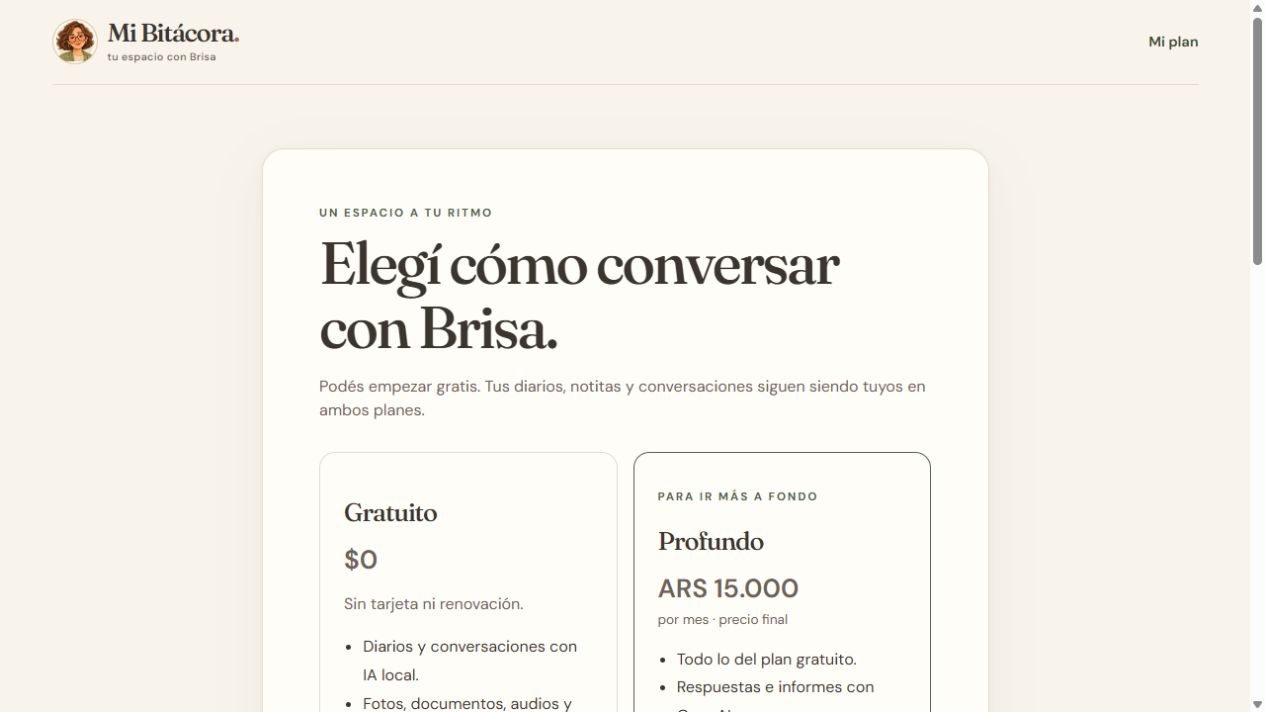 Mi Bitácora.
tu espacio con Brisa
Mi plan
UN ESPACIO A TU RITMO
Elegí cómo conversar
con Brisa.
Podés empezar gratis. Tus diarios, notitas y conversaciones siguen siendo tuyos en
ambos planes.
Gratuito
$0
Sin tarjeta ni renovación.
Diarios y conversaciones con
IA local.
Fotos, documentos, audios y
PARA IR MÁS A FONDO
Profundo
ARS 15.000
por mes · precio final
Todo lo del plan gratuito.
Respuestas e informes con